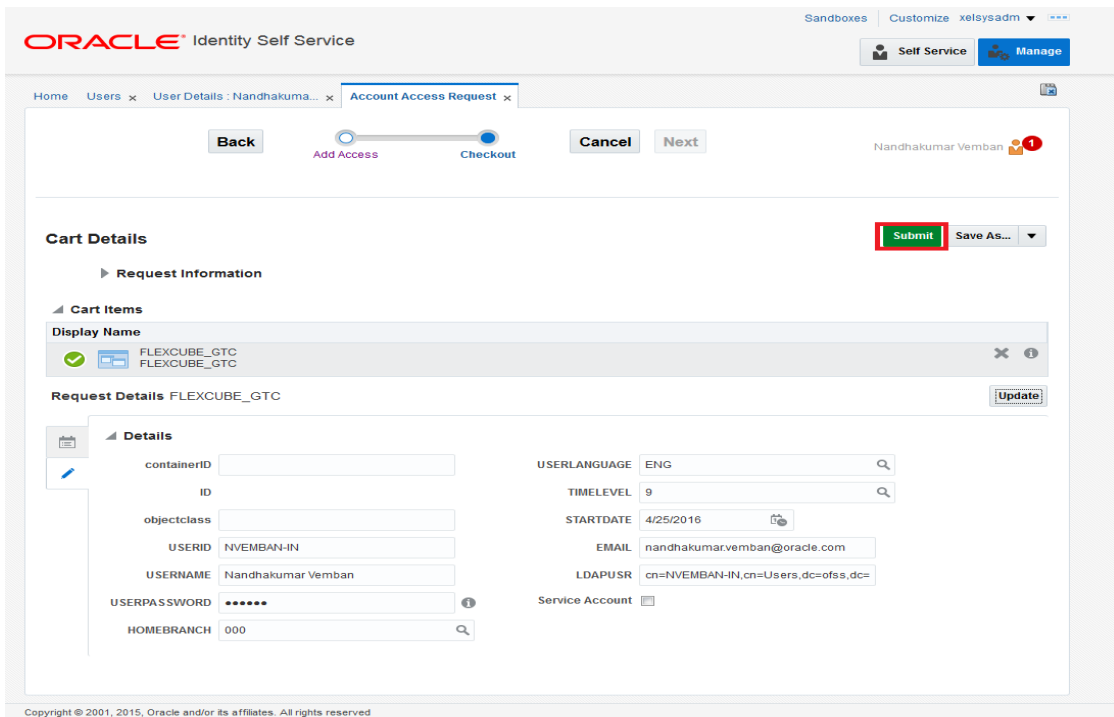 Sandboxes Customize xelsysadm
ORACLE Identity Self Service
Self Service Manage
Home Users x User Details : Nandhakuma... x Account Access Request x
Back Add Access Checkout Cancel Next Nandhakumar Vemban 1
Cart Details Submit Save As...
Request Information
Cart Items
Display Name
FLEXCUBE_GTC
FLEXCUBE_GTC
Request Details FLEXCUBE_GTC Update
Details
containerID
ID
objectclass
USERID NVEMBAN-IN
USERNAME Nandhakumar Vemban
USERPASSWORD ••••••
HOMEBRANCH 000
USERLANGUAGE ENG
TIMELEVEL 9
STARTDATE 4/25/2016
EMAIL nandhakumar.vemban@oracle.com
LDAPUSR cn=NVEMBAN-IN,cn=Users,dc=ofss,dc=
Service Account
Copyright © 2001, 2015, Oracle and/or its affiliates. All rights reserved